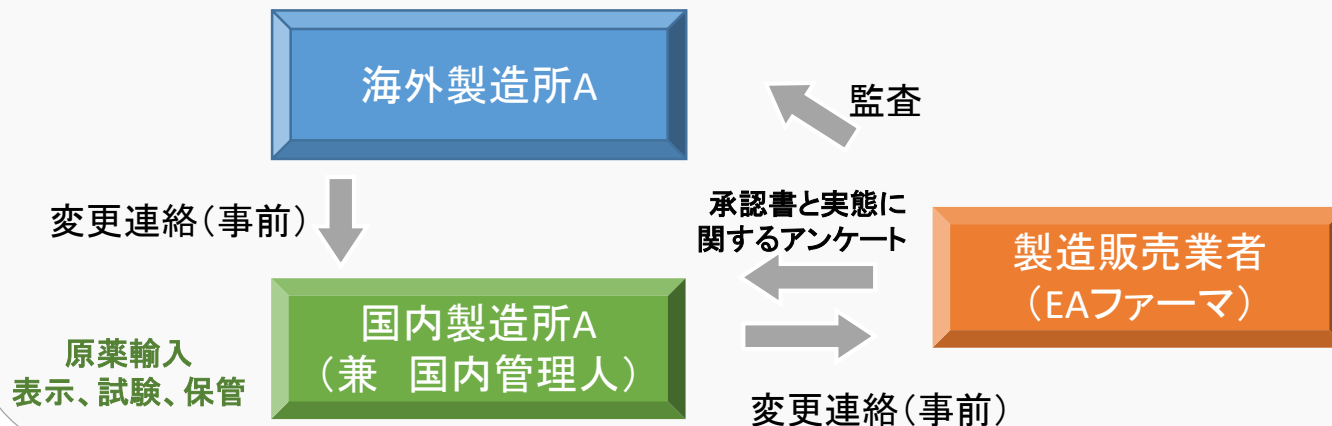 海外製造所A
監査
変更連絡（事前）
承認書と実態に
関するアンケート
製造販売業者
（EAファーマ）
国内製造所A
（兼　国内管理人）
原薬輸入
表示、試験、保管
変更連絡（事前）